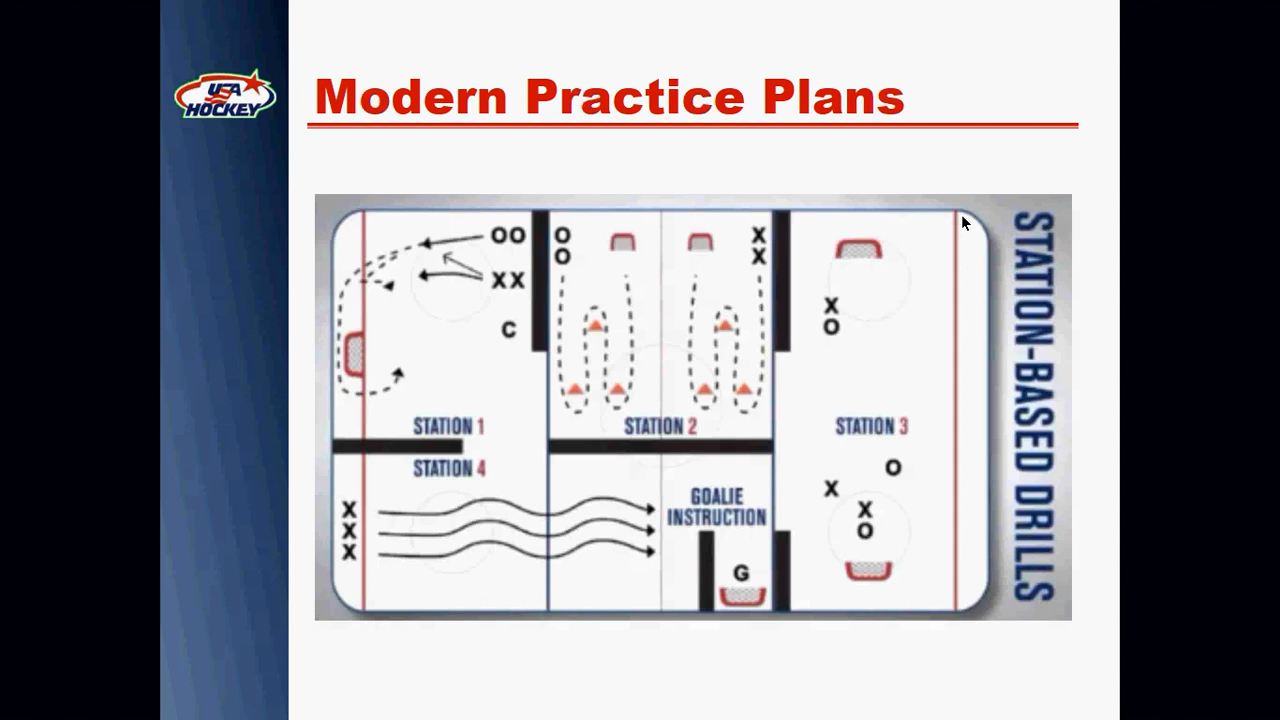 USA
HOCKEY
Modern Practice Plans
OO
XX
C
STATION 1
O
O
X
X
STATION 2
X
O
STATION 3
O
X
X
O
STATION 4
X
X
X
GOALIE
INSTRUCTION
G
STATION-BASED DRILLS